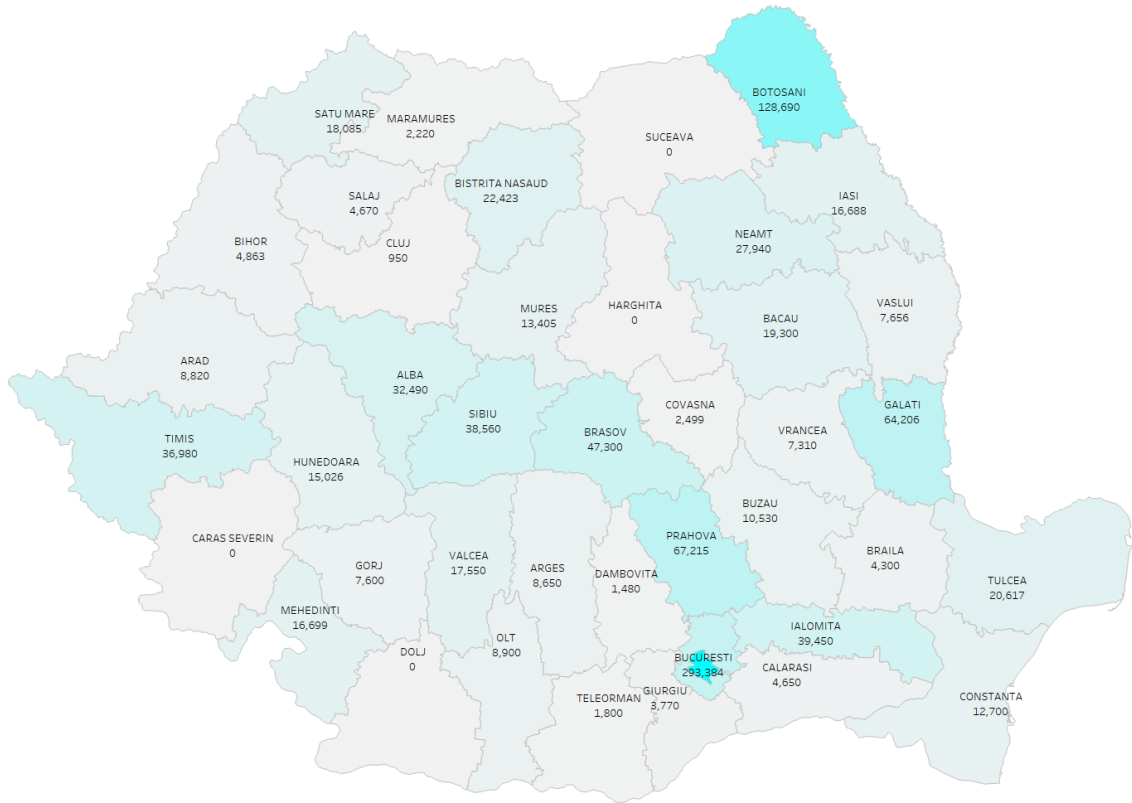 BOTOSANI
128,690
SATU MARE
18,085
MARAMURES
2,220
SUCEAVA
0
BISTRITA NASAUD
22,423
SALAJ
4,670
IASI
16,688
NEAMT
27,940
BIHOR
4,863
CLUJ
950
VASLUI
7,656
MURES
13,405
HARGHITA
0
BACAU
19,300
ARAD
8,820
ALBA
32,490
SIBIU
38,560
COVASNA
2,499
GALATI
64,206
BRASOV
47,300
VRANCEA
7,310
TIMIS
36,980
HUNEDOARA
15,026
BUZAU
10,530
CARAS SEVERIN
0
PRAHOVA
67,215
BRAILA
4,300
VALCEA
17,550
GORJ
7,600
ARGES
8,650
DAMBOVITA
1,480
TULCEA
20,617
MEHEDINTI
16,699
IALOMITA
39,450
OLT
8,900
DOLJ
0
BUCURESTI
293,384
CALARASI
4,650
GIURGIU
3,770
TELEORMAN
1,800
CONSTANTA
12,700